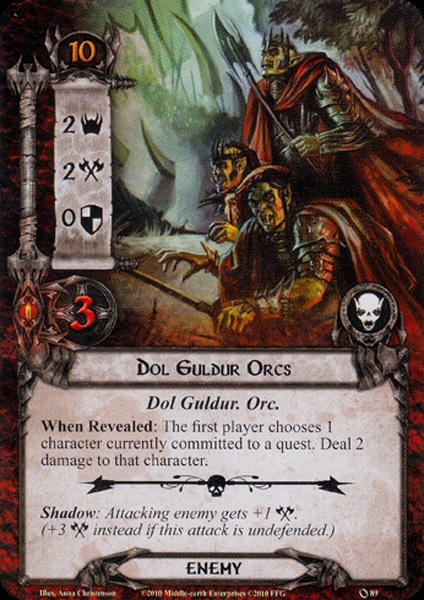 10
2
2
0
3
Dol Guldur Orcs
Dol Guldur. Orc.
When Revealed: The first player chooses 1
character currently committed to a quest. Deal 2
damage to that character.
Shadow: Attacking enemy gets +1 .
(+3 instead if this attack is undefended.)
ENEMY
Illus. Anna Christenson ©2010 Middle-earth Enterprises ©2010 FFG 89